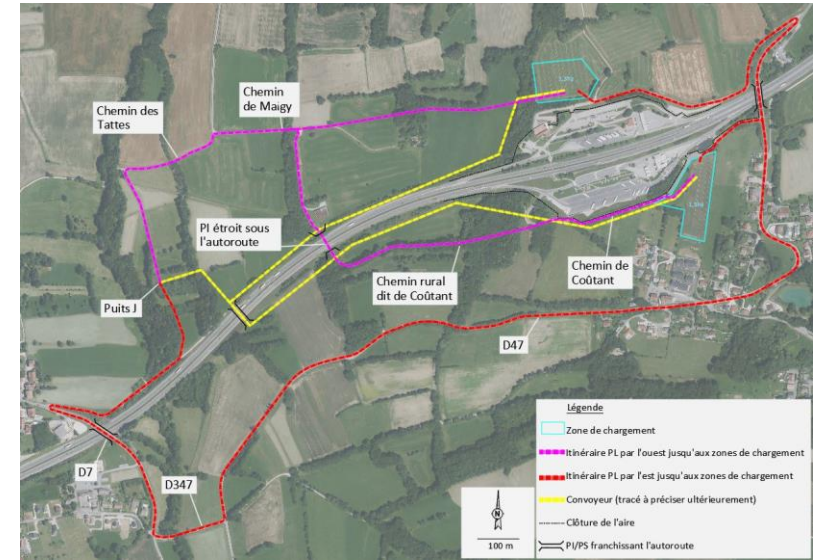 Chemin de Maigy
Chemin des Tattes
PI étroit sous l'autoroute
Puits J
Chemin rural dit de Coûtant
Chemin de Coûtant
D47
D7
D347
Légende
Zone de chargement
Itinéraire PL par l'ouest jusqu'aux zones de chargement
Itinéraire PL par l'est jusqu'aux zones de chargement
Convoyeur (tracé à préciser ultérieurement)
Clôture de l'aire
PI/PS franchissant l'autoroute
N
100 m